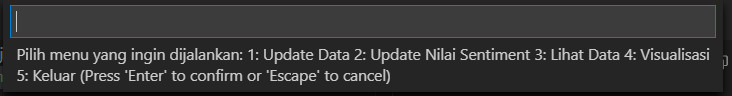 Pilih menu yang ingin dijalankan: 1: Update Data 2: Update Nilai Sentiment 3: Lihat Data 4: Visualisasi
5: Keluar (Press 'Enter' to confirm or 'Escape' to cancel)